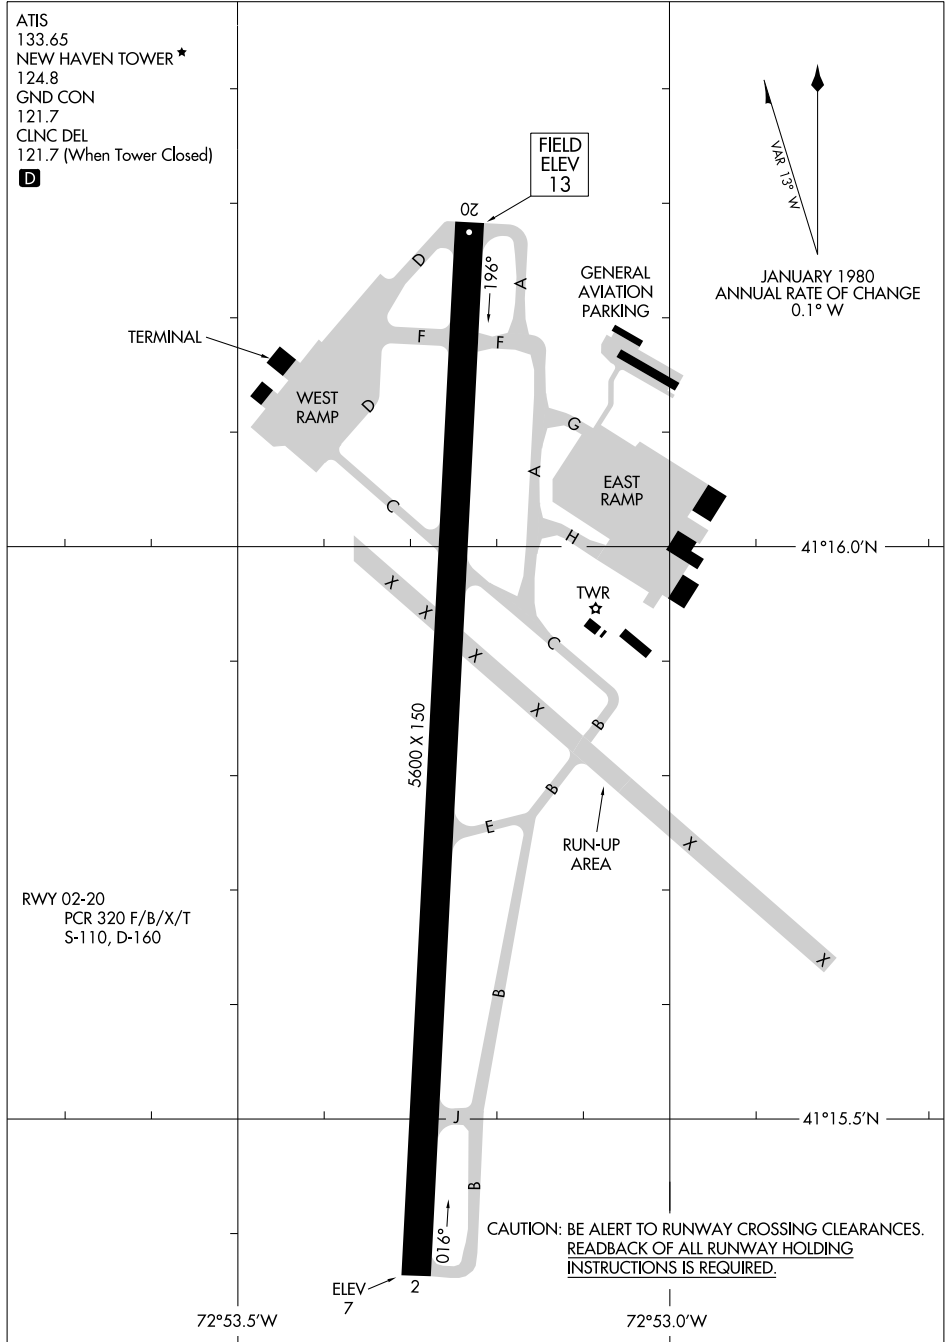 ATIS
133.65
NEW HAVEN TOWER ★
124.8
GND CON
121.7
CLNC DEL
121.7 (When Tower Closed)
D
FIELD
ELEV
13
VAR 13° W
JANUARY 1980
ANNUAL RATE OF CHANGE
0.1° W
20
196°
D
A
GENERAL
AVIATION
PARKING
TERMINAL
F
F
WEST
RAMP
D
G
A
EAST
RAMP
C
H
41°16.0'N
X
X
TWR
X
C
X
B
5600 X 150
B
E
RUN-UP
AREA
X
RWY 02-20
PCR 320 F/B/X/T
S-110, D-160
X
B
J
41°15.5'N
B
016°
CAUTION: BE ALERT TO RUNWAY CROSSING CLEARANCES.
READBACK OF ALL RUNWAY HOLDING
INSTRUCTIONS IS REQUIRED.
ELEV
7
2
72°53.5'W
72°53.0'W